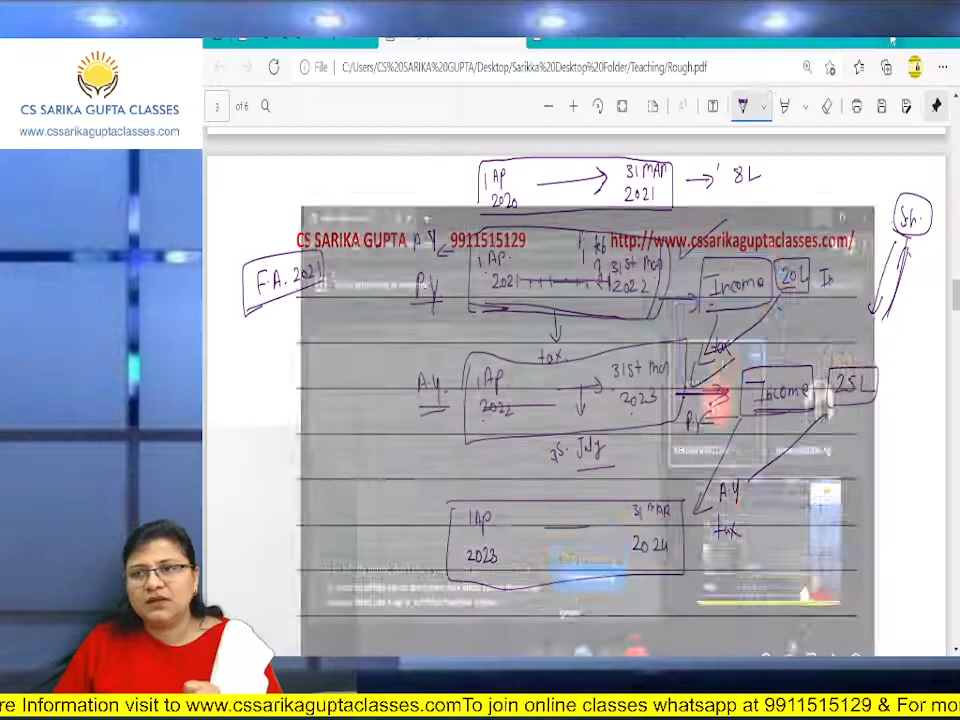 File
C:/Users/CS%20SARIKA%20GUPTA/Desktop/Sarikka%20Desktop%20Folder/Teaching/Rough.pdf
CS SARIKA GUPTA CLASSES
www.cssarikaguptaclasses.com
3 of 6
1 AP 2020
31 MAR 2021
8L
CS SARIKA GUPTA
9911515129
http://www.cssarikaguptaclasses.com/
F.A. 2021
P.Y
1 AP. 2021
31st Mar 2022
Income
20L
tax
tax.
A.Y.
1 AP 2022
31st Mar 2023
Income
25L
P.Y
31st July
A.Y
tax
1 AP 2023
31 MAR 2024
re Information visit to www.cssarikaguptaclasses.comTo join online classes whatsapp at 9911515129 & For mo